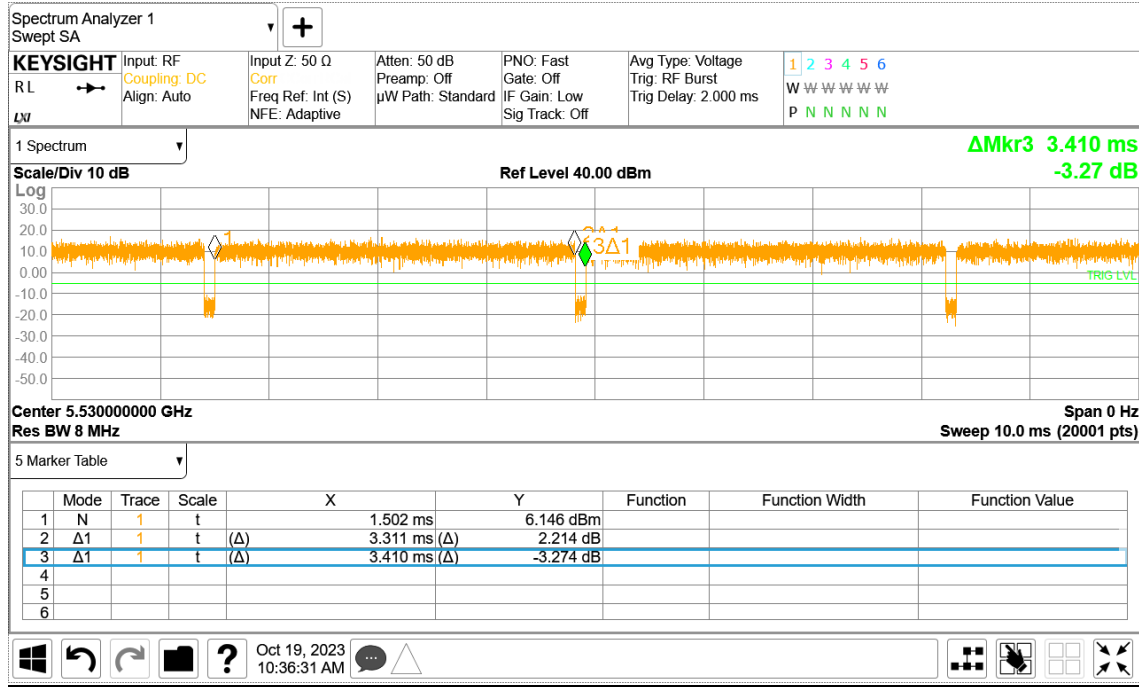 Spectrum Analyzer 1
Swept SA
+
KEYSIGHT
RL
LXI
Input: RF
Coupling: DC
Align: Auto
Input Z: 50 Ω
Corr
Freq Ref: Int (S)
NFE: Adaptive
Atten: 50 dB
Preamp: Off
µW Path: Standard
PNO: Fast
Gate: Off
IF Gain: Low
Sig Track: Off
Avg Type: Voltage
Trig: RF Burst
Trig Delay: 2.000 ms
1 2 3 4 5 6
W W W W W W
P N N N N N
1 Spectrum
ΔMkr3 3.410 ms
-3.27 dB
Scale/Div 10 dB
Ref Level 40.00 dBm
Log
30.0
20.0
10.0
0.00
-10.0
-20.0
-30.0
-40.0
-50.0
1
3Δ1
TRIG LVL
Center 5.530000000 GHz
Span 0 Hz
Res BW 8 MHz
Sweep 10.0 ms (20001 pts)
5 Marker Table
Mode Trace Scale X Y Function Function Width Function Value
1 N 1 t 1.502 ms 6.146 dBm
2 Δ1 1 t (Δ) 3.311 ms (Δ) 2.214 dB
3 Δ1 1 t (Δ) 3.410 ms (Δ) -3.274 dB
4
5
6
?
Oct 19, 2023
10:36:31 AM